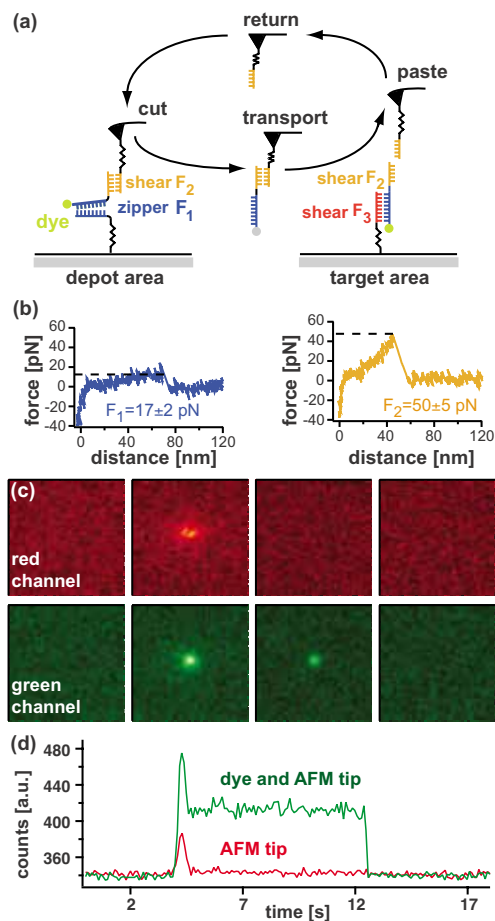 (a)
return
cut
transport
paste
shear F2
zipper F1
dye
shear F2
shear F3
depot area
target area
(b)
force [pN]
60
40
20
0
-20
-40
F1=17±2 pN
0 40 80 120
distance [nm]
force [pN]
60
40
20
0
-20
-40
F2=50±5 pN
0 40 80 120
distance [nm]
(c)
red
channel
green
channel
(d)
counts [a.u.]
480
440
400
360
dye and AFM tip
AFM tip
2 7 12 17
time [s]